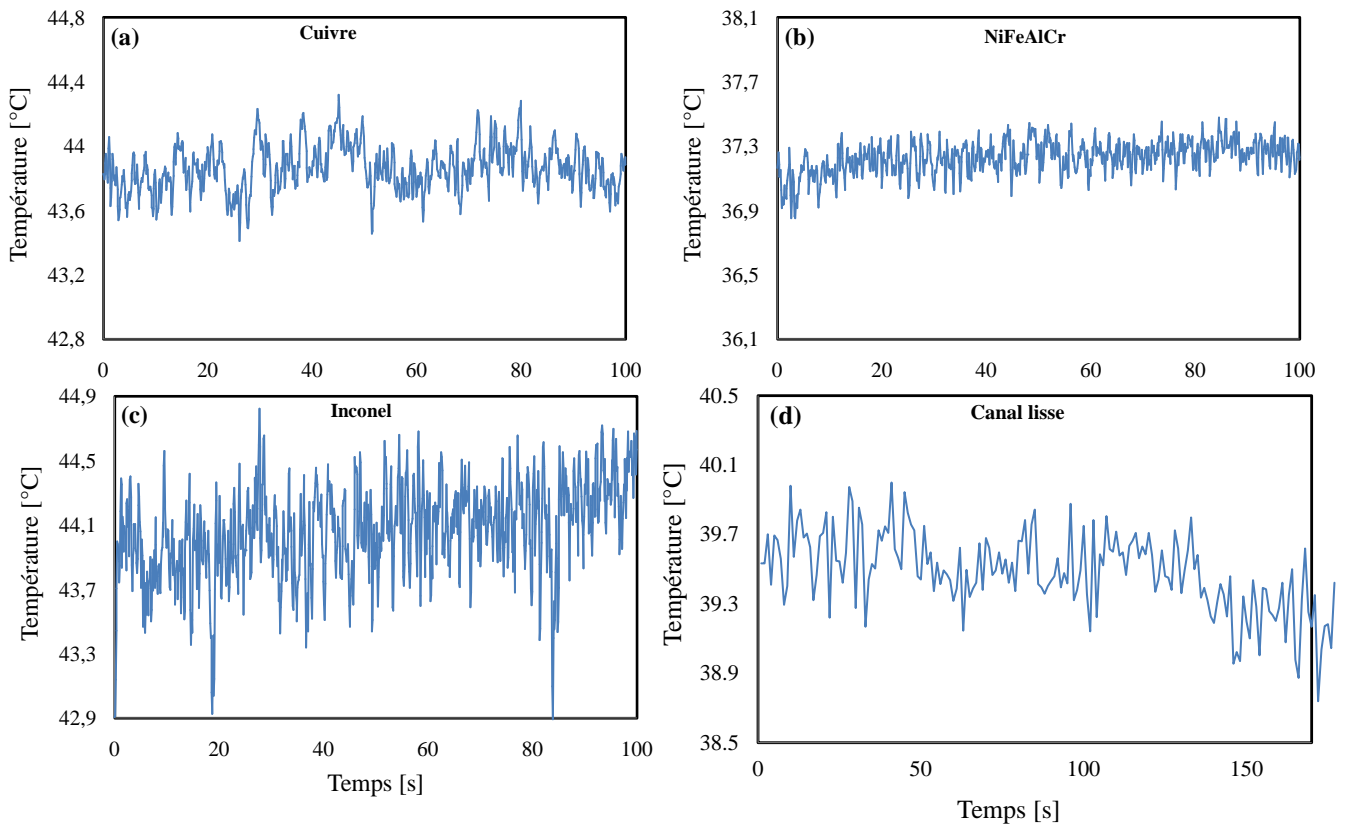 (a)
Cuivre
Température [°C]
44,8
44,4
44
43,6
43,2
42,8
0 20 40 60 80 100
(b)
NiFeAlCr
Température [°C]
38,1
37,7
37,3
36,9
36,5
36,1
0 20 40 60 80 100
(c)
Inconel
Température [°C]
44,9
44,5
44,1
43,7
43,3
42,9
0 20 40 60 80 100
Temps [s]
(d)
Canal lisse
Température [°C]
40.5
40.1
39.7
39.3
38.9
38.5
0 50 100 150
Temps [s]